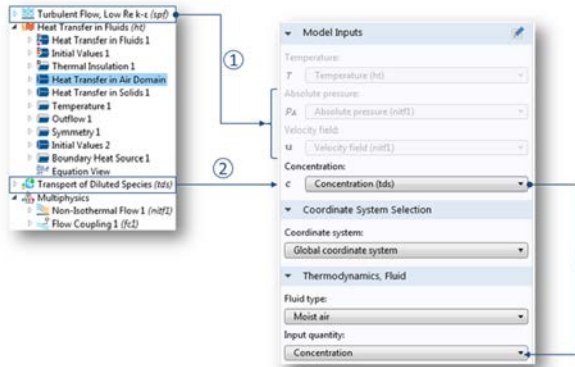 Turbulent Flow, Low Re k-ε (spf)
Heat Transfer in Fluids (ht)
Heat Transfer in Fluids 1
Initial Values 1
Thermal Insulation 1
Heat Transfer in Air Domain
Heat Transfer in Solids 1
Temperature 1
Outflow 1
Symmetry 1
Initial Values 2
Boundary Heat Source 1
Equation View
Transport of Diluted Species (tds)
Multiphysics
Non-Isothermal Flow 1 (nitf1)
Flow Coupling 1 (fc1)
1
2
Model Inputs
Temperature:
T Temperature (ht)
Absolute pressure:
pA Absolute pressure (nitf1)
Velocity field:
u Velocity field (nitf1)
Concentration:
c Concentration (tds)
Coordinate System Selection
Coordinate system:
Global coordinate system
Thermodynamics, Fluid
Fluid type:
Moist air
Input quantity:
Concentration